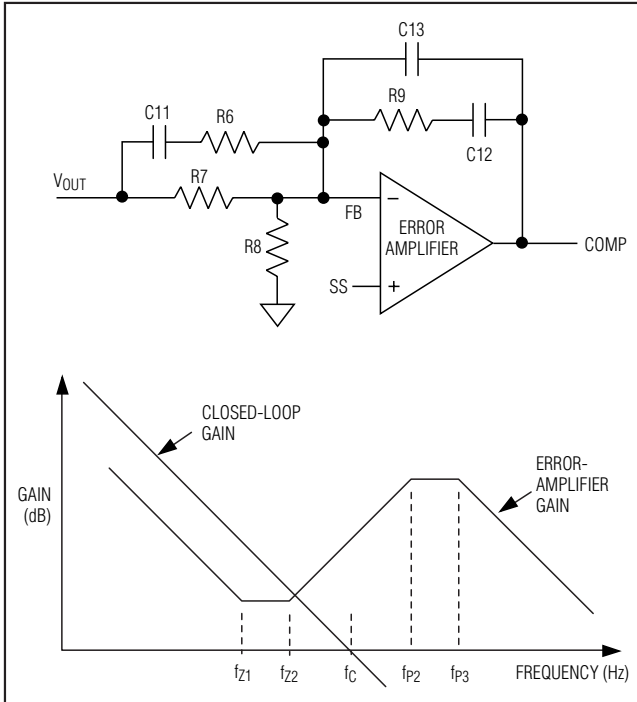 C13
R9
C12
C11
R6
VOUT
R7
R8
FB
−
ERROR
AMPLIFIER
COMP
SS
+
CLOSED-LOOP
GAIN
GAIN
(dB)
ERROR-
AMPLIFIER
GAIN
fZ1
fZ2
fC
fP2
fP3
FREQUENCY (Hz)